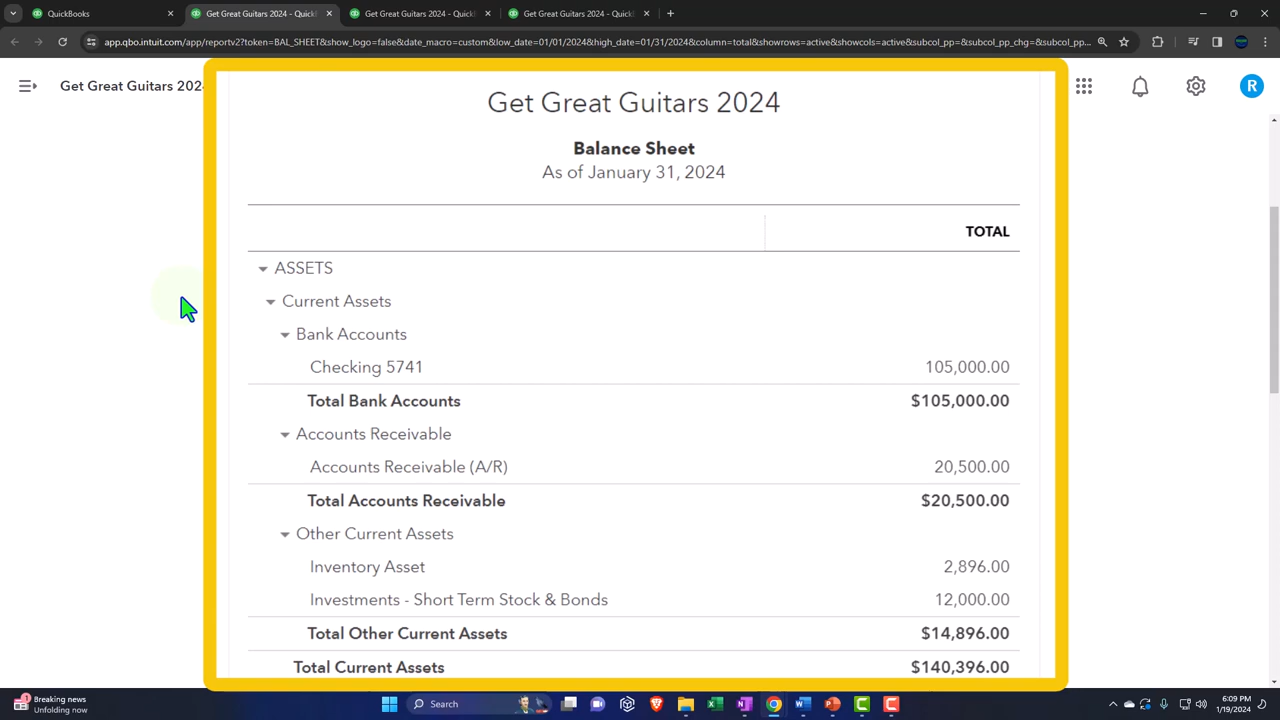 QuickBooks
Get Great Guitars 2024 - Quick
Get Great Guitars 2024 - Quick
Get Great Guitars 2024 - Quick
app.qbo.intuit.com/app/reportv2?token=BAL_SHEET&show_logo=false&date_macro=custom&low_date=01/01/2024&high_date=01/31/2024&column=total&showrows=active&showcols=active&subcol_pp=&subcol_pp_chg=&subcol_pp...
Get Great Guitars 202
R
Get Great Guitars 2024
Balance Sheet
As of January 31, 2024
TOTAL
ASSETS
Current Assets
Bank Accounts
Checking 5741 105,000.00
Total Bank Accounts $105,000.00
Accounts Receivable
Accounts Receivable (A/R) 20,500.00
Total Accounts Receivable $20,500.00
Other Current Assets
Inventory Asset 2,896.00
Investments - Short Term Stock & Bonds 12,000.00
Total Other Current Assets $14,896.00
Total Current Assets $140,396.00
1
Breaking news
Unfolding now
Search
6:09 PM
1/19/2024